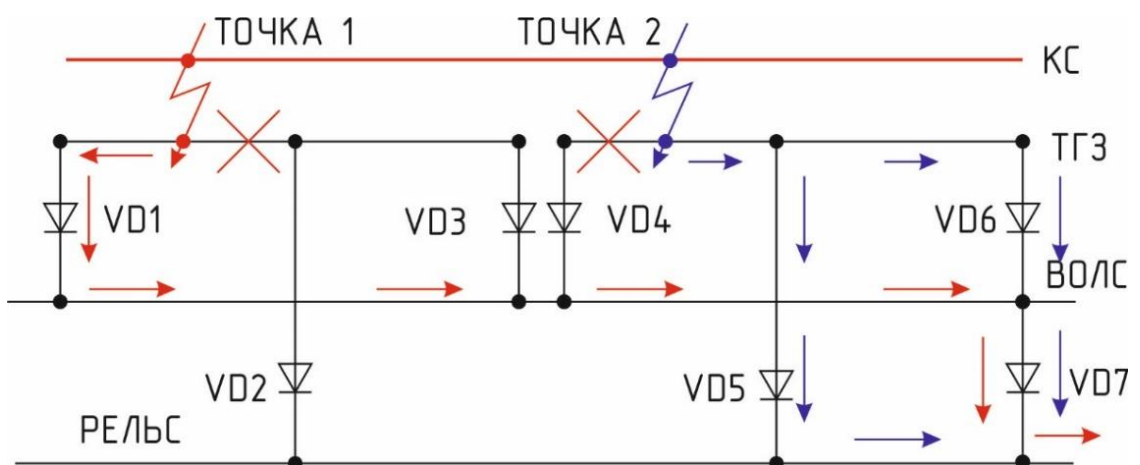 ТОЧКА 1 ТОЧКА 2
КС
ТГЗ
VD1 VD3 VD4 VD6
ВОЛС
VD2 VD5 VD7
РЕЛЬС